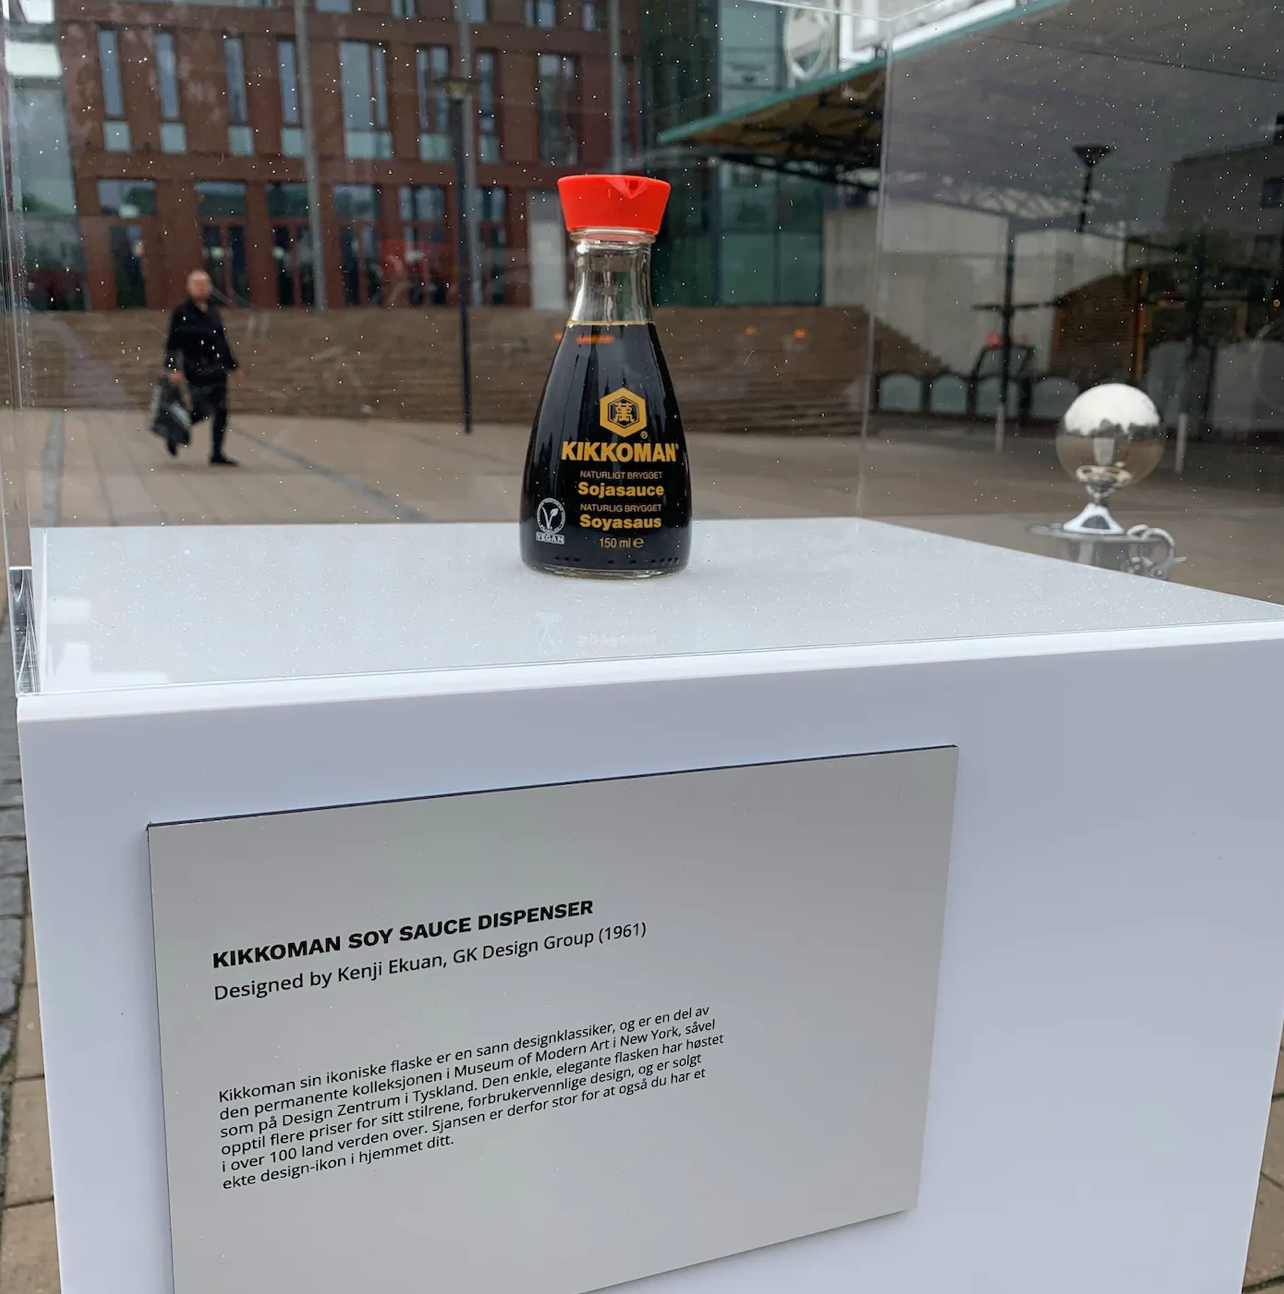 萬
KIKKOMAN®
NATURLIGT BRYGGET
Sojasauce
NATURLIG BRYGGET
Soyasaus
VEGAN
150 ml ℮
KIKKOMAN SOY SAUCE DISPENSER
Designed by Kenji Ekuan, GK Design Group (1961)
Kikkoman sin ikoniske flaske er en sann designklassiker, og er en del av
den permanente kolleksjonen i Museum of Modern Art i New York, såvel
som på Design Zentrum i Tyskland. Den enkle, elegante flasken har høstet
opptil flere priser for sitt stilrene, forbrukervennlige design, og er solgt
i over 100 land verden over. Sjansen er derfor stor for at også du har et
ekte design-ikon i hjemmet ditt.